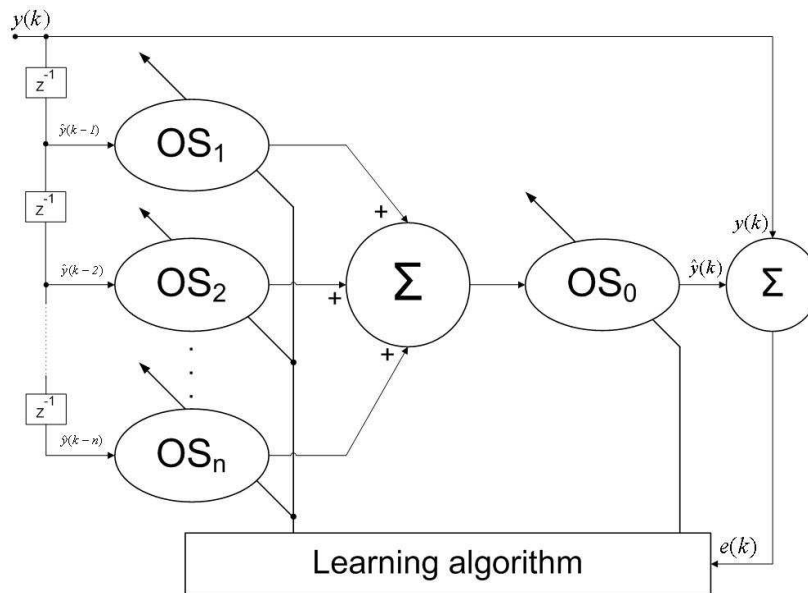 y(k)
z⁻¹
ŷ(k−1)
OS₁
+
z⁻¹
y(k)
ŷ(k−2)
OS₂
+
Σ
OS₀
ŷ(k)
Σ
+
z⁻¹
ŷ(k−n)
OSₙ
e(k)
Learning algorithm